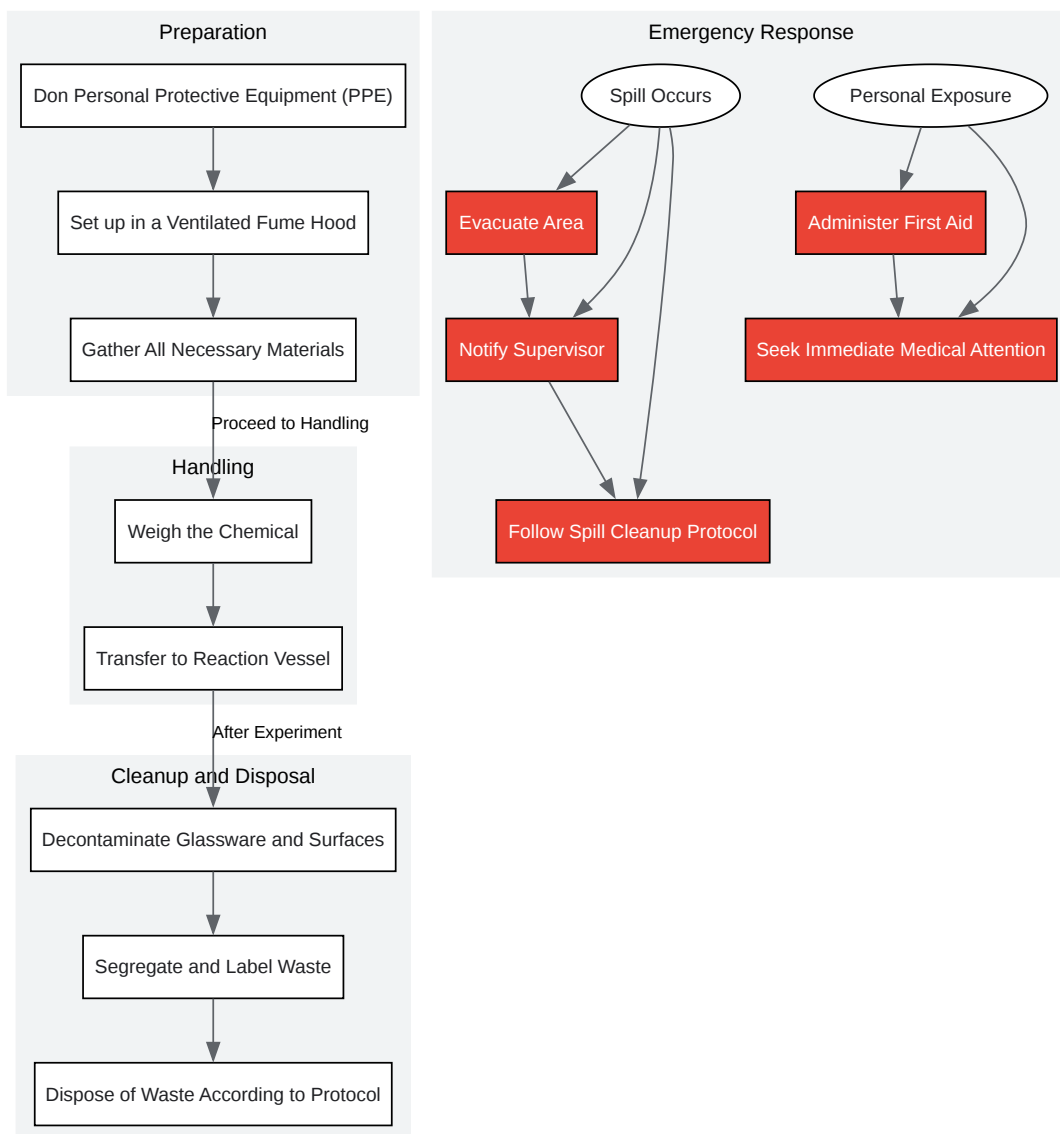 Preparation
Don Personal Protective Equipment (PPE)
Set up in a Ventilated Fume Hood
Gather All Necessary Materials
Proceed to Handling
Handling
Weigh the Chemical
Transfer to Reaction Vessel
After Experiment
Cleanup and Disposal
Decontaminate Glassware and Surfaces
Segregate and Label Waste
Dispose of Waste According to Protocol
Emergency Response
Spill Occurs
Personal Exposure
Evacuate Area
Administer First Aid
Notify Supervisor
Seek Immediate Medical Attention
Follow Spill Cleanup Protocol